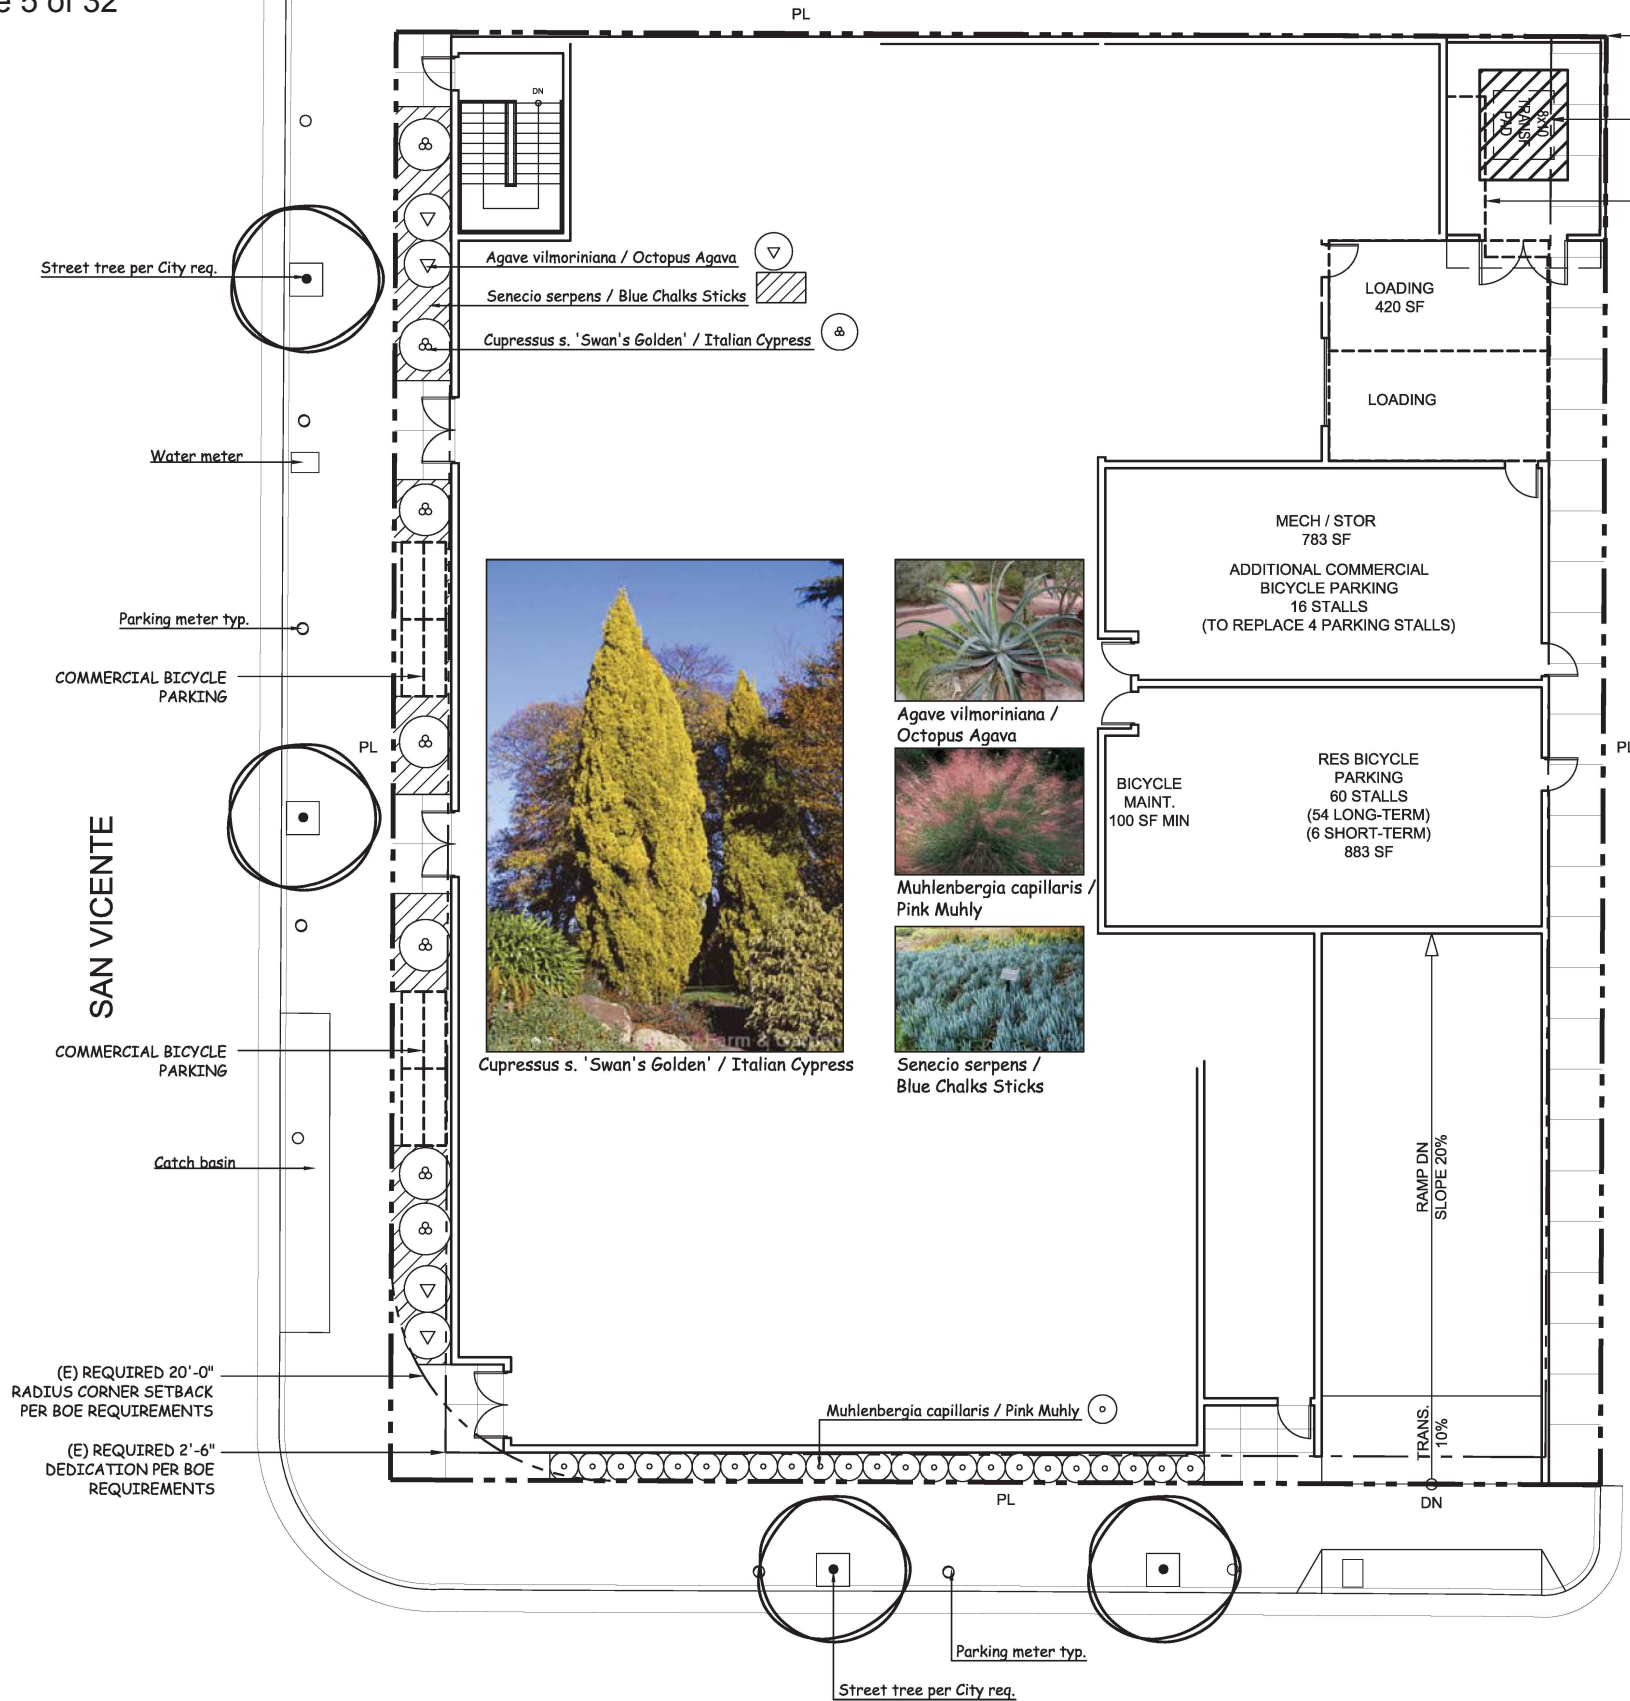 e 5 of 32
PL
DN
8x10
TRANSF
PAD
Street tree per City req.
Agave vilmoriniana / Octopus Agava
Senecio serpens / Blue Chalks Sticks
Cupressus s. 'Swan's Golden' / Italian Cypress
LOADING
420 SF
LOADING
Water meter
MECH / STOR
783 SF
ADDITIONAL COMMERCIAL
BICYCLE PARKING
16 STALLS
(TO REPLACE 4 PARKING STALLS)
Parking meter typ.
COMMERCIAL BICYCLE
PARKING
PL
Agave vilmoriniana /
Octopus Agava
PL
BICYCLE
MAINT.
100 SF MIN
RES BICYCLE
PARKING
60 STALLS
(54 LONG-TERM)
(6 SHORT-TERM)
883 SF
SAN VICENTE
Muhlenbergia capillaris /
Pink Muhly
COMMERCIAL BICYCLE
PARKING
Farm & G
Cupressus s. 'Swan's Golden' / Italian Cypress
Senecio serpens /
Blue Chalks Sticks
Catch basin
RAMP DN
SLOPE 20%
(E) REQUIRED 20'-0"
RADIUS CORNER SETBACK
PER BOE REQUIREMENTS
Muhlenbergia capillaris / Pink Muhly
TRANS.
10%
(E) REQUIRED 2'-6"
DEDICATION PER BOE
REQUIREMENTS
PL
DN
Parking meter typ.
Street tree per City req.